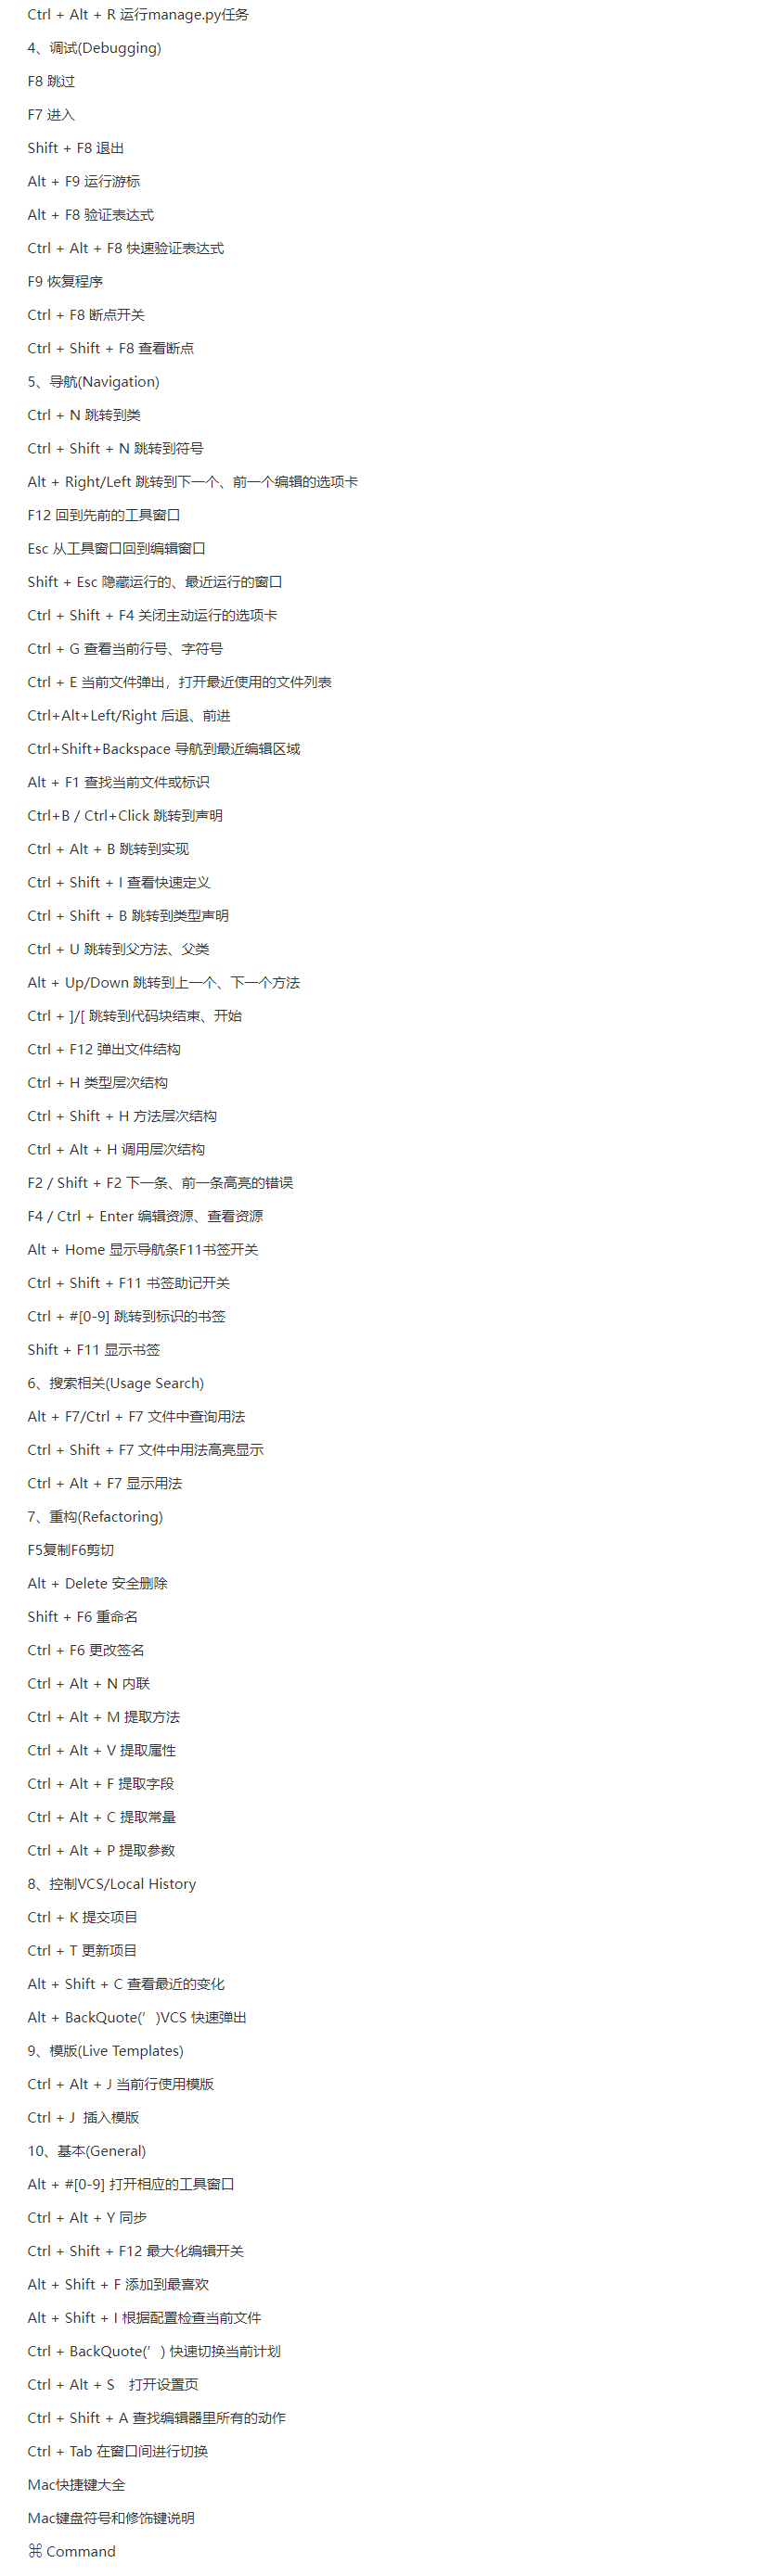 Ctrl + Alt + R 运行manage.py任务
4、调试(Debugging)
F8 跳过
F7 进入
Shift + F8 退出
Alt + F9 运行游标
Alt + F8 验证表达式
Ctrl + Alt + F8 快速验证表达式
F9 恢复程序
Ctrl + F8 断点开关
Ctrl + Shift + F8 查看断点
5、导航(Navigation)
Ctrl + N 跳转到类
Ctrl + Shift + N 跳转到符号
Alt + Right/Left 跳转到下一个、前一个编辑的选项卡
F12 回到先前的工具窗口
Esc 从工具窗口回到编辑窗口
Shift + Esc 隐藏运行的、最近运行的窗口
Ctrl + Shift + F4 关闭主动运行的选项卡
Ctrl + G 查看当前行号、字符号
Ctrl + E 当前文件弹出，打开最近使用的文件列表
Ctrl+Alt+Left/Right 后退、前进
Ctrl+Shift+Backspace 导航到最近编辑区域
Alt + F1 查找当前文件或标识
Ctrl+B / Ctrl+Click 跳转到声明
Ctrl + Alt + B 跳转到实现
Ctrl + Shift + I 查看快速定义
Ctrl + Shift + B 跳转到类型声明
Ctrl + U 跳转到父方法、父类
Alt + Up/Down 跳转到上一个、下一个方法
Ctrl + ]/[ 跳转到代码块结束、开始
Ctrl + F12 弹出文件结构
Ctrl + H 类型层次结构
Ctrl + Shift + H 方法层次结构
Ctrl + Alt + H 调用层次结构
F2 / Shift + F2 下一条、前一条高亮的错误
F4 / Ctrl + Enter 编辑资源、查看资源
Alt + Home 显示导航条F11书签开关
Ctrl + Shift + F11 书签助记开关
Ctrl + #[0-9] 跳转到标识的书签
Shift + F11 显示书签
6、搜索相关(Usage Search)
Alt + F7/Ctrl + F7 文件中查询用法
Ctrl + Shift + F7 文件中用法高亮显示
Ctrl + Alt + F7 显示用法
7、重构(Refactoring)
F5复制F6剪切
Alt + Delete 安全删除
Shift + F6 重命名
Ctrl + F6 更改签名
Ctrl + Alt + N 内联
Ctrl + Alt + M 提取方法
Ctrl + Alt + V 提取属性
Ctrl + Alt + F 提取字段
Ctrl + Alt + C 提取常量
Ctrl + Alt + P 提取参数
8、控制VCS/Local History
Ctrl + K 提交项目
Ctrl + T 更新项目
Alt + Shift + C 查看最近的变化
Alt + BackQuote(′ )VCS 快速弹出
9、模版(Live Templates)
Ctrl + Alt + J 当前行使用模版
Ctrl + J  插入模版
10、基本(General)
Alt + #[0-9] 打开相应的工具窗口
Ctrl + Alt + Y 同步
Ctrl + Shift + F12 最大化编辑开关
Alt + Shift + F 添加到最喜欢
Alt + Shift + I 根据配置检查当前文件
Ctrl + BackQuote(′ ) 快速切换当前计划
Ctrl + Alt + S　打开设置页
Ctrl + Shift + A 查找编辑器里所有的动作
Ctrl + Tab 在窗口间进行切换
Mac快捷键大全
Mac键盘符号和修饰键说明
⌘ Command